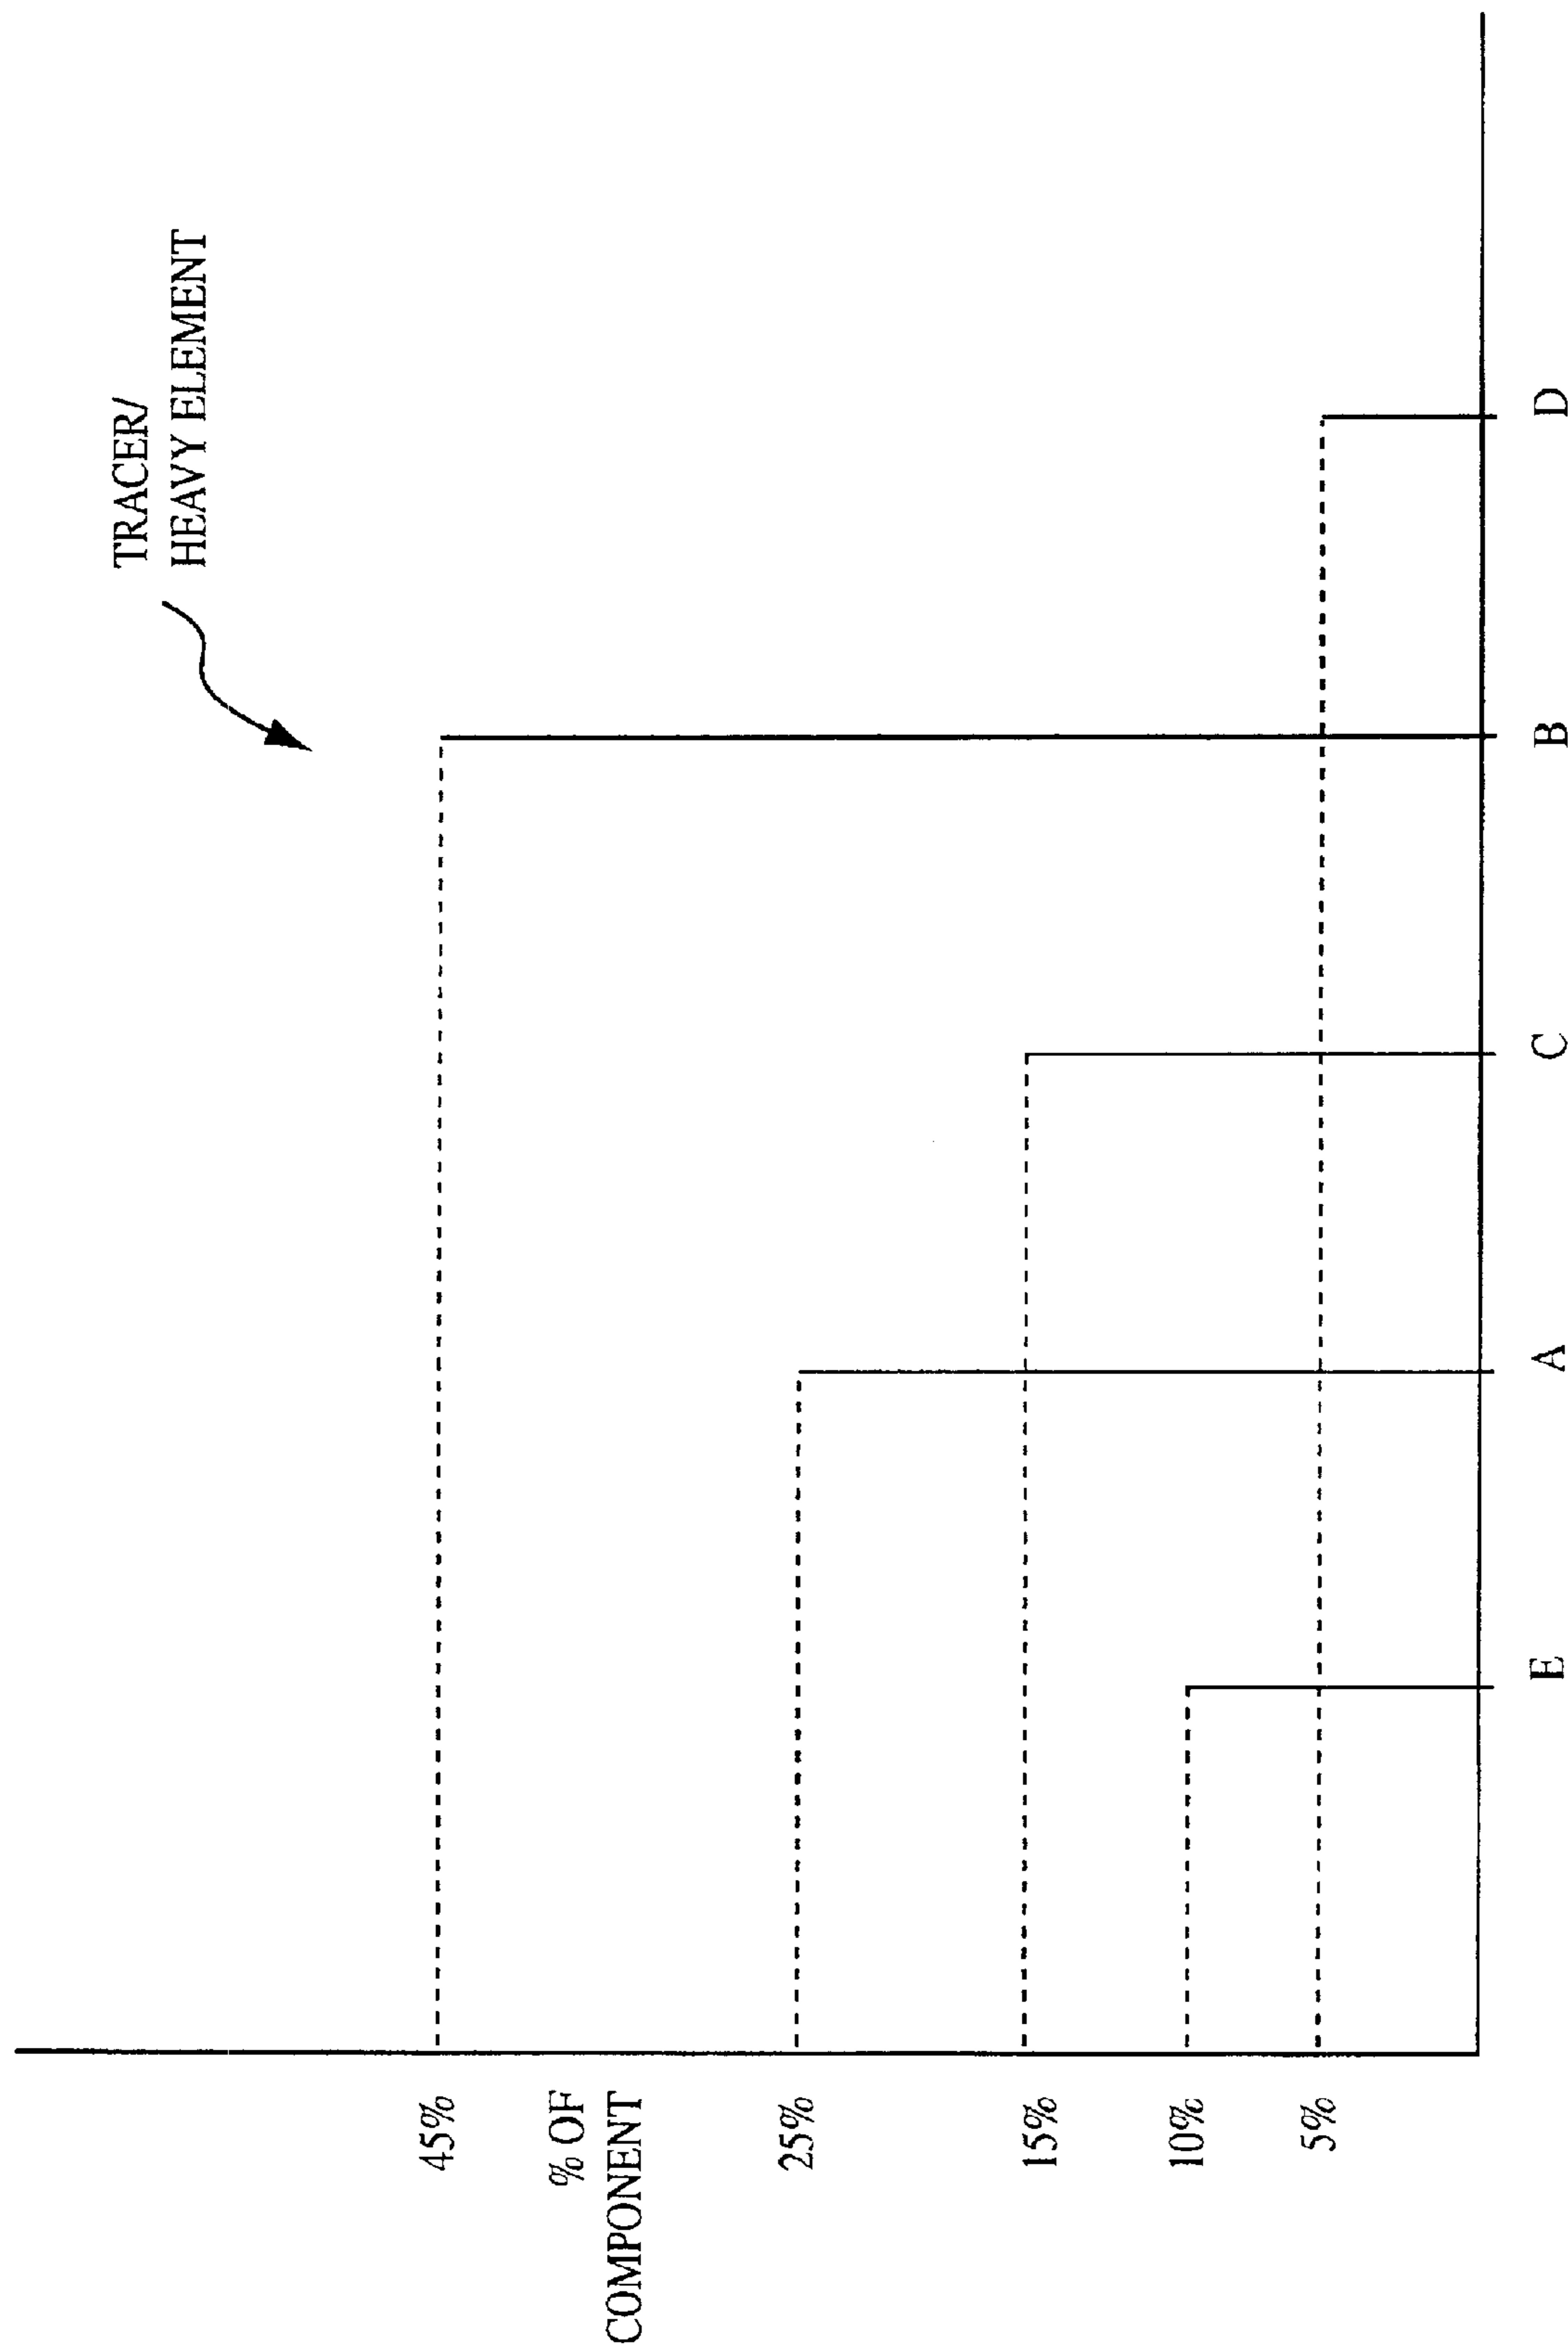 TRACER/
HEAVY ELEMENT
45%
% OF
COMPONENT
25%
15%
10%
5%
E
A
C
B
D